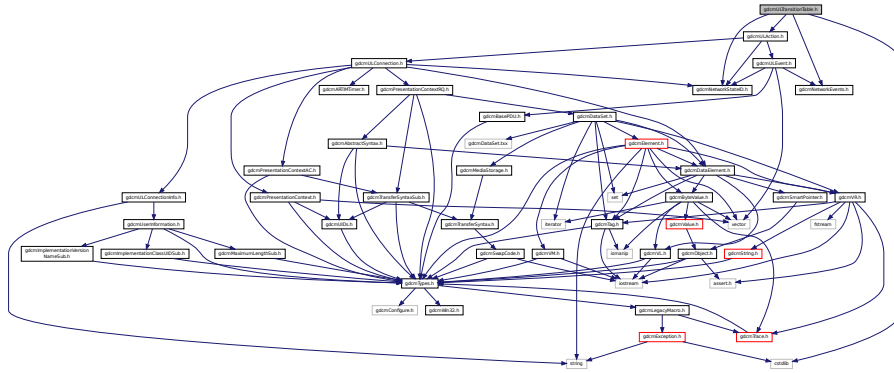 gdcmULTransitionTable.h
gdcmULAction.h
gdcmULConnection.h
gdcmULEvent.h
gdcmARTIMTimer.h
gdcmPresentationContextRQ.h
gdcmNetworkStateID.h
gdcmNetworkEvents.h
gdcmBasePDU.h
gdcmDataSet.h
gdcmAbstractSyntax.h
gdcmDataSet.txx
gdcmElement.h
gdcmPresentationContextAC.h
gdcmMediaStorage.h
gdcmDataElement.h
gdcmULConnectionInfo.h
gdcmPresentationContext.h
gdcmTransferSyntaxSub.h
set
gdcmByteValue.h
gdcmSmartPointer.h
gdcmVR.h
gdcmUserInformation.h
gdcmUIDs.h
gdcmTransferSyntax.h
iterator
gdcmTag.h
gdcmValue.h
vector
fstream
gdcmImplementationVersion
NameSub.h
gdcmImplementationClassUIDSub.h
gdcmMaximumLengthSub.h
gdcmSwapCode.h
gdcmVM.h
iomanip
gdcmVL.h
gdcmObject.h
gdcmString.h
gdcmTypes.h
iostream
assert.h
gdcmConfigure.h
gdcmWin32.h
gdcmLegacyMacro.h
gdcmException.h
gdcmTrace.h
string
cstdlib